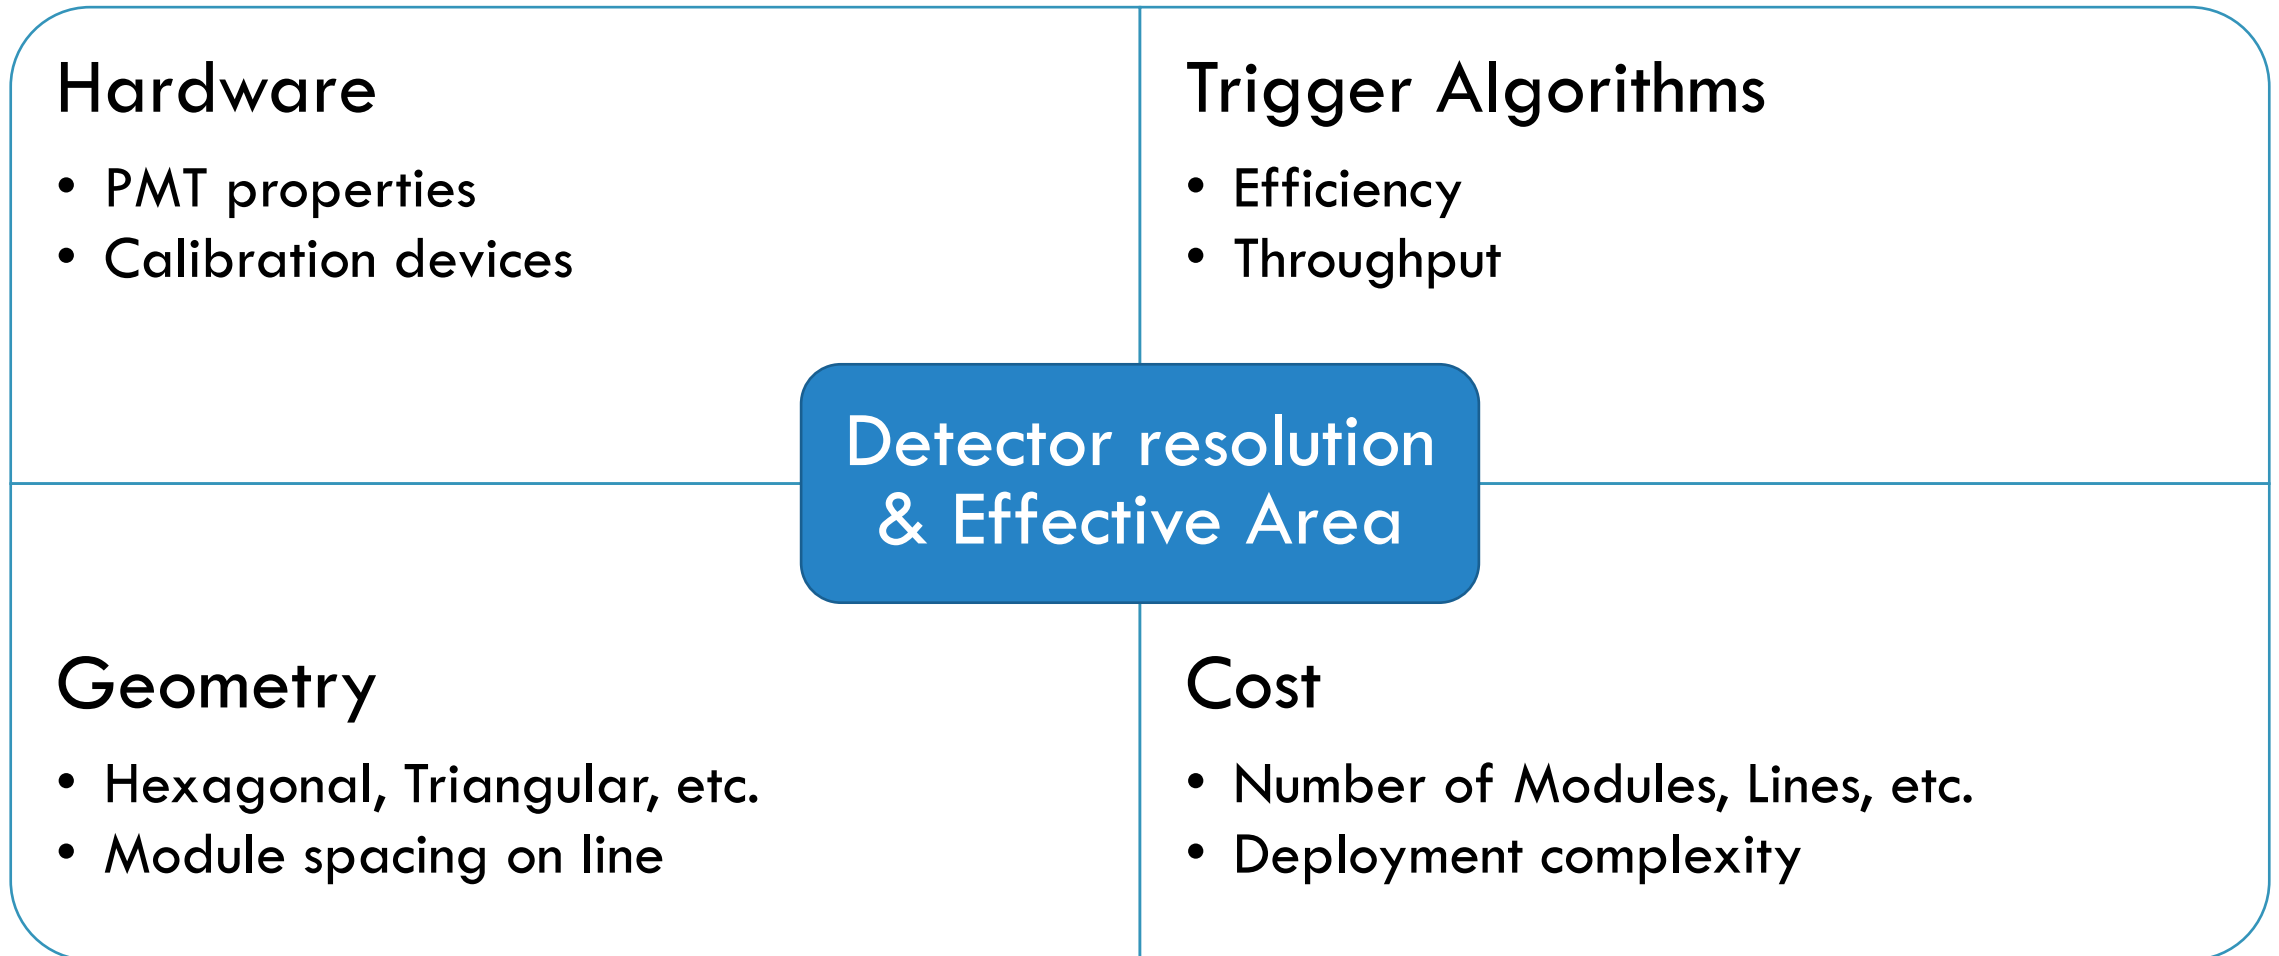 Hardware
• PMT properties
• Calibration devices
Trigger Algorithms
• Efficiency
• Throughput
Detector resolution
& Effective Area
Geometry
• Hexagonal, Triangular, etc.
• Module spacing on line
Cost
• Number of Modules, Lines, etc.
• Deployment complexity